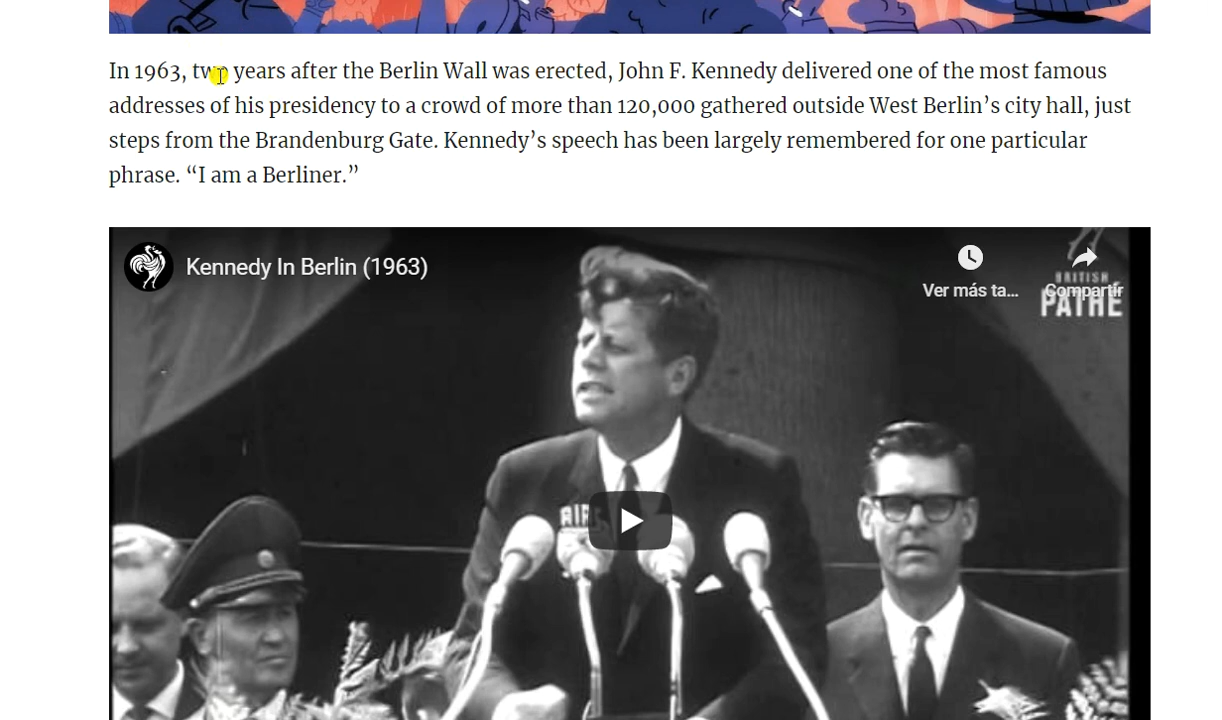 In 1963, two years after the Berlin Wall was erected, John F. Kennedy delivered one of the most famous
addresses of his presidency to a crowd of more than 120,000 gathered outside West Berlin’s city hall, just
steps from the Brandenburg Gate. Kennedy’s speech has been largely remembered for one particular
phrase. “I am a Berliner.”
Kennedy In Berlin (1963)
Ver más ta...
Compartir
BRITISH
PATHÉ